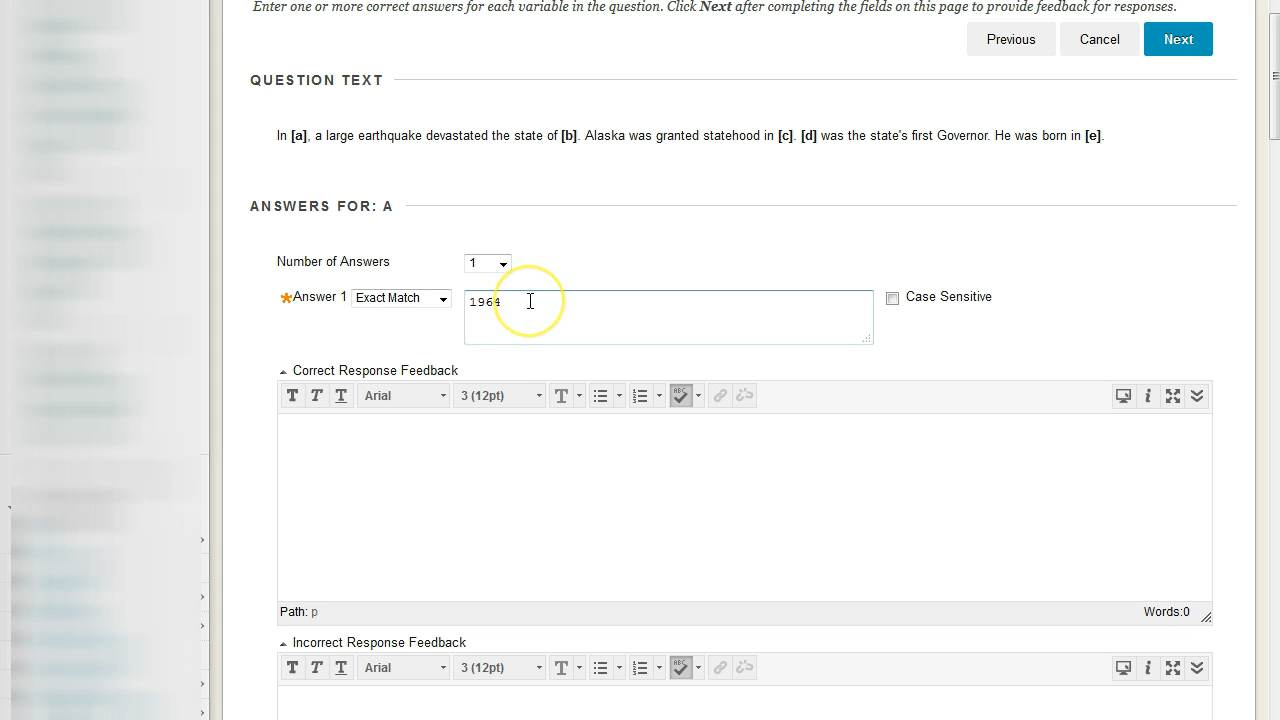 Enter one or more correct answers for each variable in the question. Click Next after completing the fields on this page to provide feedback for responses.
Previous Cancel Next
QUESTION TEXT
In [a], a large earthquake devastated the state of [b]. Alaska was granted statehood in [c]. [d] was the state's first Governor. He was born in [e].
ANSWERS FOR: A
Number of Answers 1
Answer 1 Exact Match 1964 Case Sensitive
Correct Response Feedback
T T T Arial 3 (12pt) T ABC i
Path: p Words:0
Incorrect Response Feedback
T T T Arial 3 (12pt) T ABC i